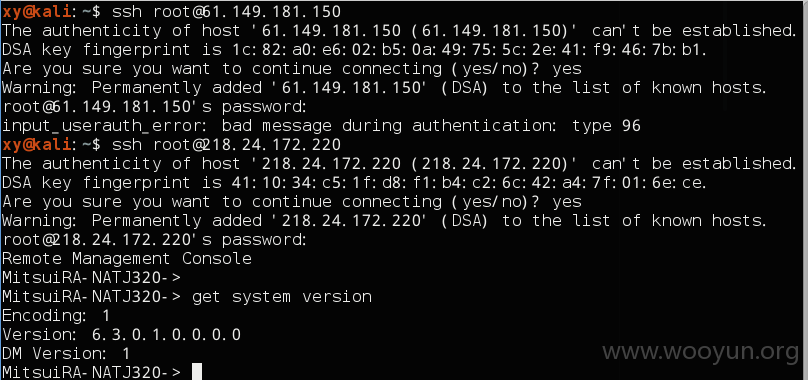 xy@kali:~$ ssh root@61.149.181.150
The authenticity of host '61.149.181.150 (61.149.181.150)' can't be established.
DSA key fingerprint is 1c:82:a0:e6:02:b5:0a:49:75:5c:2e:41:f9:46:7b:b1.
Are you sure you want to continue connecting (yes/no)? yes
Warning: Permanently added '61.149.181.150' (DSA) to the list of known hosts.
root@61.149.181.150's password:
input_userauth_error: bad message during authentication: type 96
xy@kali:~$ ssh root@218.24.172.220
The authenticity of host '218.24.172.220 (218.24.172.220)' can't be established.
DSA key fingerprint is 41:10:34:c5:1f:d8:f1:b4:c2:6c:42:a4:7f:01:6e:ce.
Are you sure you want to continue connecting (yes/no)? yes
Warning: Permanently added '218.24.172.220' (DSA) to the list of known hosts.
root@218.24.172.220's password:
Remote Management Console
MitsuiRA-NATJ320->
MitsuiRA-NATJ320-> get system version
Encoding: 1
Version: 6.3.0.1.0.0.0.0
DM Version: 1
MitsuiRA-NATJ320->
www.wooyun.org